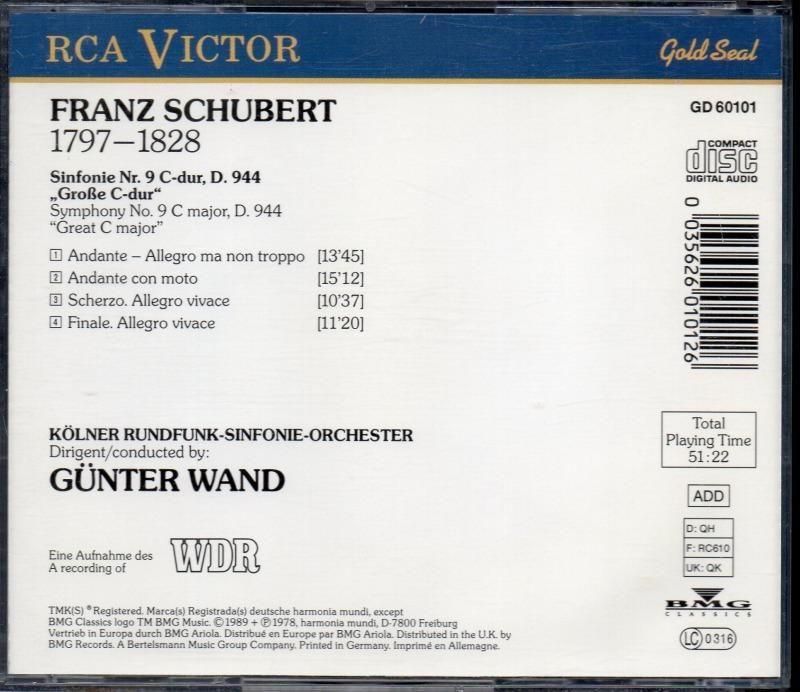 RCA VICTOR
Gold Seal
FRANZ SCHUBERT
1797–1828
GD 60101
COMPACT
disc
DIGITAL AUDIO
Sinfonie Nr. 9 C-dur, D. 944
„Große C-dur“
Symphony No. 9 C major, D. 944
“Great C major”
1 Andante – Allegro ma non troppo [13'45]
2 Andante con moto [15'12]
3 Scherzo. Allegro vivace [10'37]
4 Finale. Allegro vivace [11'20]
0 035626 010126
KÖLNER RUNDFUNK-SINFONIE-ORCHESTER
Dirigent/conducted by:
GÜNTER WAND
Total
Playing Time
51:22
ADD
D: QH
F: RC610
UK: QK
Eine Aufnahme des
A recording of
WDR
BMG
CLASSICS
LC 0316
TMK(S) ® Registered. Marca(s) Registrada(s) deutsche harmonia mundi, except
BMG Classics logo TM BMG Music. ©1989 + ℗1978, harmonia mundi, D-7800 Freiburg
Vertrieb in Europa durch BMG Ariola. Distribué en Europe par BMG Ariola. Distributed in the U.K. by
BMG Records. A Bertelsmann Music Group Company. Printed in Germany. Imprimé en Allemagne.